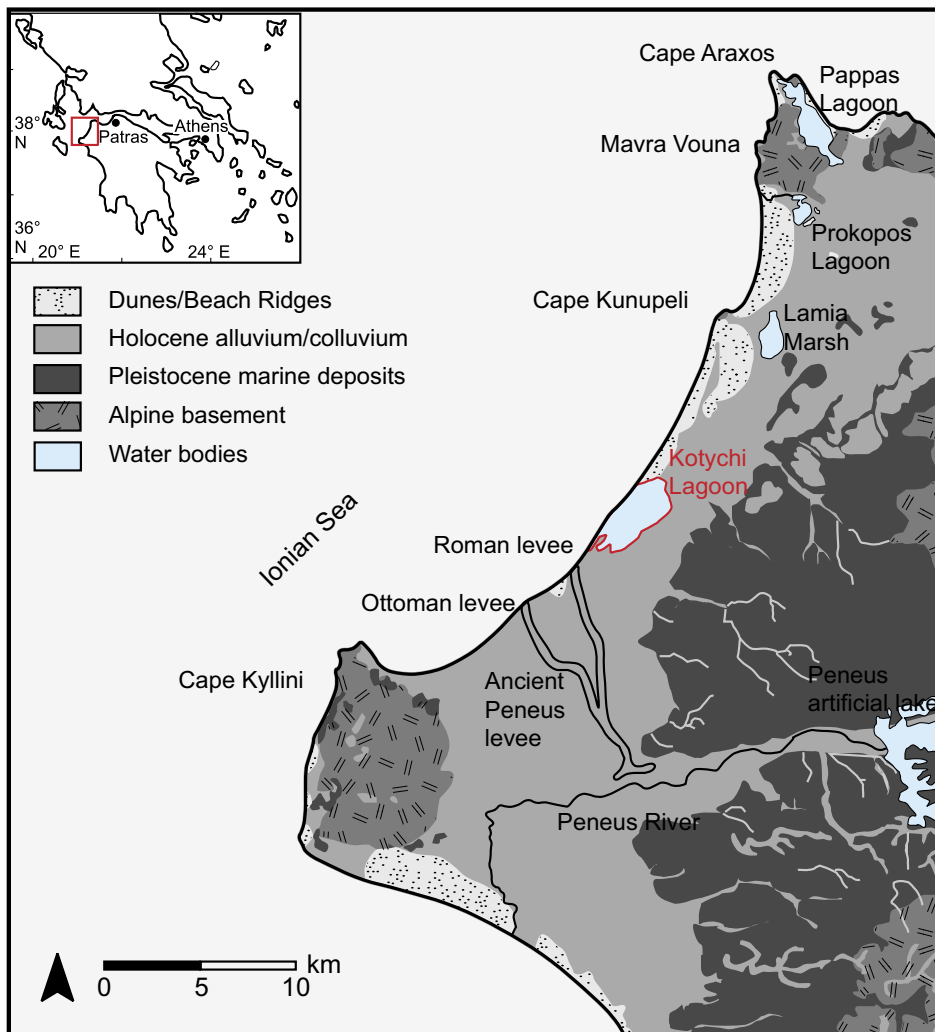 Cape Araxos
Pappas
Lagoon
Mavra Vouna
38°
N
Patras
Athens
36°
N
20° E
24° E
Prokopos
Lagoon
Cape Kunupeli
Lamia
Marsh
Dunes/Beach Ridges
Holocene alluvium/colluvium
Pleistocene marine deposits
Alpine basement
Water bodies
Kotychi
Lagoon
Ionian Sea
Roman levee
Ottoman levee
Cape Kyllini
Ancient
Peneus
levee
Peneus
artificial lake
Peneus River
km
0
5
10